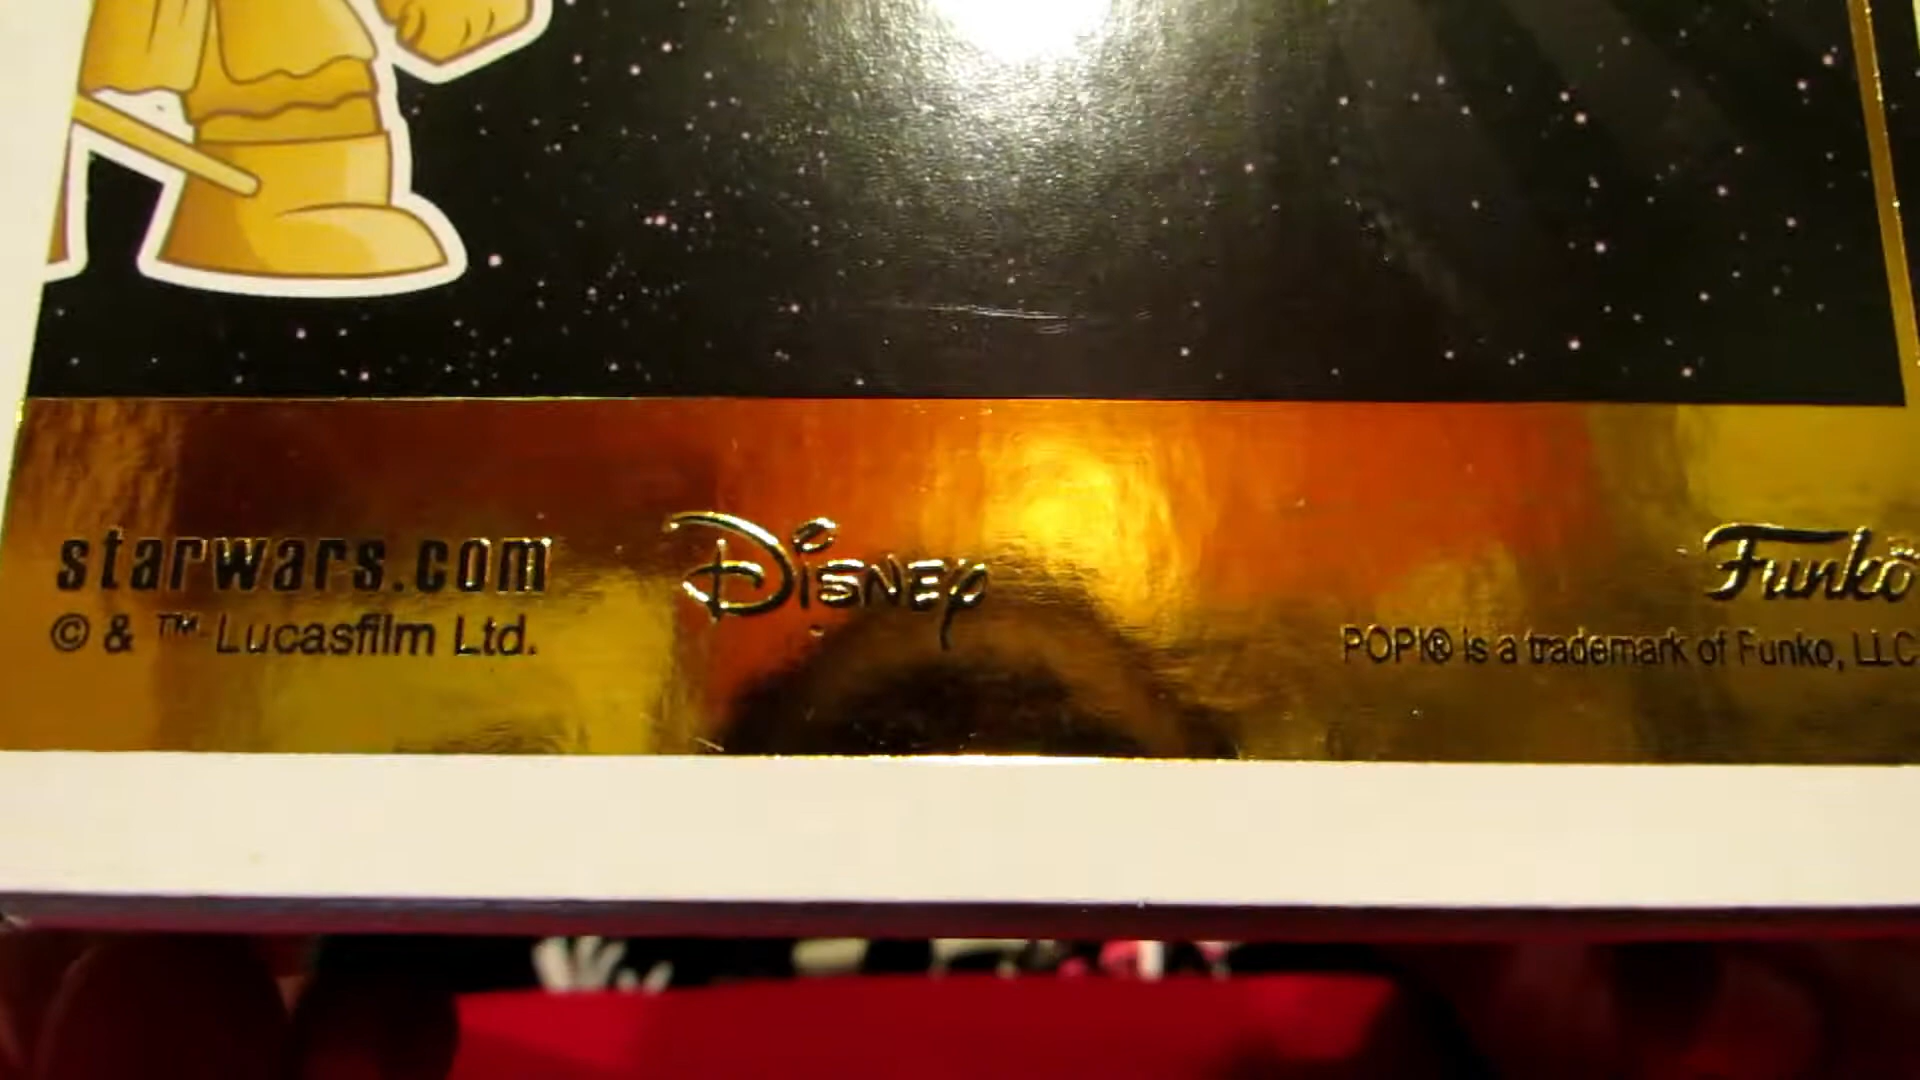 starwars.com
© & ™ Lucasfilm Ltd.
Disney
Funko
POP!® is a trademark of Funko, LLC